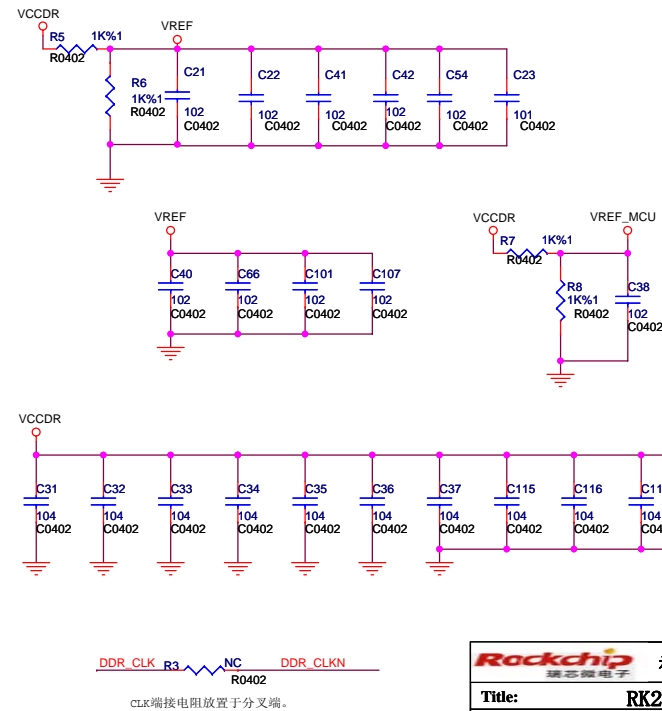 VCCDR
R5 1K%1
R0402
VREF
R6
1K%1
R0402
C21
102
C0402
C22
102
C0402
C41
102
C0402
C42
102
C0402
C54
102
C0402
C23
101
C0402
VREF
C40
102
C0402
C66
102
C0402
C101
102
C0402
C107
102
C0402
VCCDR
R7 1K%1
R0402
VREF_MCU
R8
1K%1
R0402
C38
102
C0402
VCCDR
C31
104
C0402
C32
104
C0402
C33
104
C0402
C34
104
C0402
C35
104
C0402
C36
104
C0402
C37
104
C0402
C115
104
C0402
C116
104
C0402
C11
104
C04
DDR_CLK R3 NC DDR_CLKN
R0402
CLK端接电阻放置于分叉端。
Rockchip
瑞芯微电子
Title: RK2